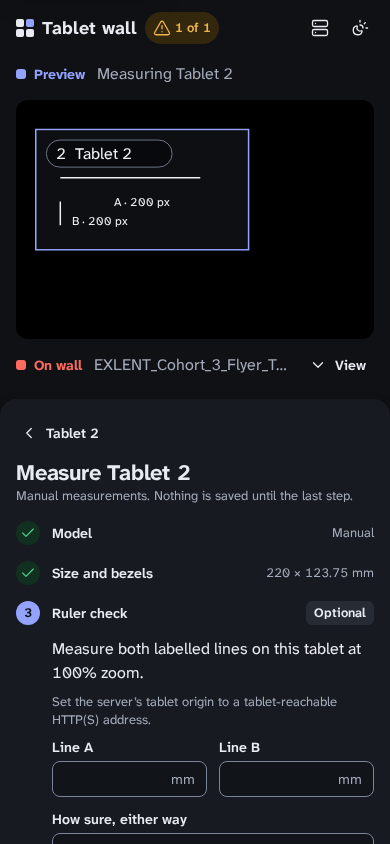 Tablet wall
1 of 1
Preview Measuring Tablet 2
2 Tablet 2
A · 200 px
B · 200 px
On wall EXLENT_Cohort_3_Flyer_T... View
Tablet 2
Measure Tablet 2
Manual measurements. Nothing is saved until the last step.
Model Manual
Size and bezels 220 × 123.75 mm
3 Ruler check Optional
Measure both labelled lines on this tablet at
100% zoom.
Set the server's tablet origin to a tablet-reachable
HTTP(S) address.
Line A Line B
mm mm
How sure, either way